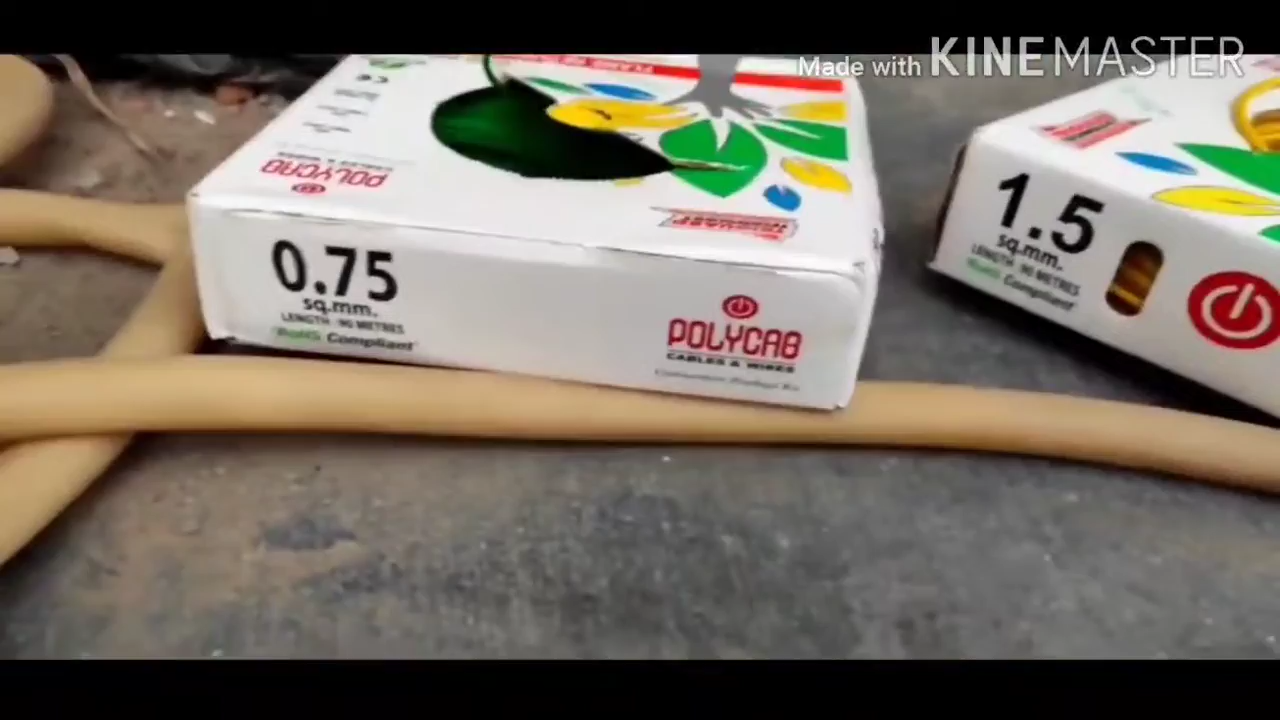 Made with KINEMASTER
POLYCAB
0.75
sq.mm.
LENGTH : 90 METRES
RoHS Compliant
POLYCAB
CABLES & WIRES
1.5
sq.mm.
LENGTH : 90 METRES
RoHS Compliant